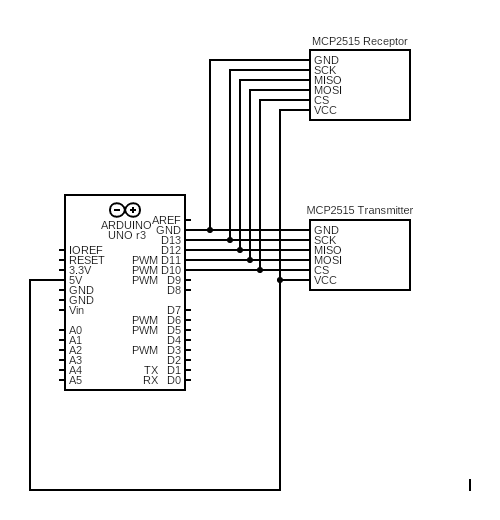 MCP2515 Receptor
GND
SCK
MISO
MOSI
CS
VCC
MCP2515 Transmitter
GND
SCK
MISO
MOSI
CS
VCC
ARDUINO
UNO r3
AREF
GND
D13
D12
PWM D11
PWM D10
PWM D9
D8
D7
PWM D6
PWM D5
D4
PWM D3
D2
TX D1
RX D0
IOREF
RESET
3.3V
5V
GND
GND
Vin
A0
A1
A2
A3
A4
A5